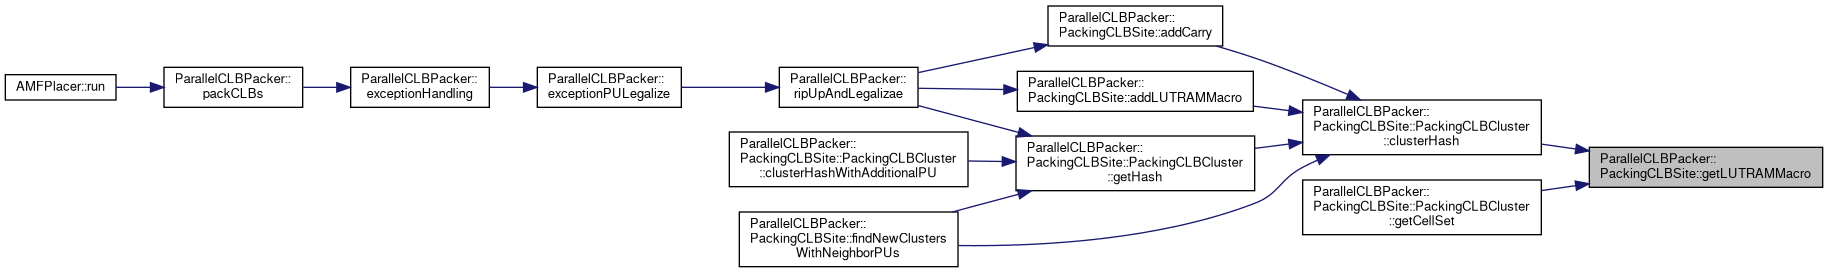 AMFPlacer::run
ParallelCLBPacker::
packCLBs
ParallelCLBPacker::
exceptionHandling
ParallelCLBPacker::
exceptionPULegalize
ParallelCLBPacker::
ripUpAndLegalizae
ParallelCLBPacker::
PackingCLBSite::PackingCLBCluster
::clusterHashWithAdditionalPU
ParallelCLBPacker::
PackingCLBSite::findNewClusters
WithNeighborPUs
ParallelCLBPacker::
PackingCLBSite::addCarry
ParallelCLBPacker::
PackingCLBSite::addLUTRAMMacro
ParallelCLBPacker::
PackingCLBSite::PackingCLBCluster
::getHash
ParallelCLBPacker::
PackingCLBSite::PackingCLBCluster
::clusterHash
ParallelCLBPacker::
PackingCLBSite::PackingCLBCluster
::getCellSet
ParallelCLBPacker::
PackingCLBSite::getLUTRAMMacro